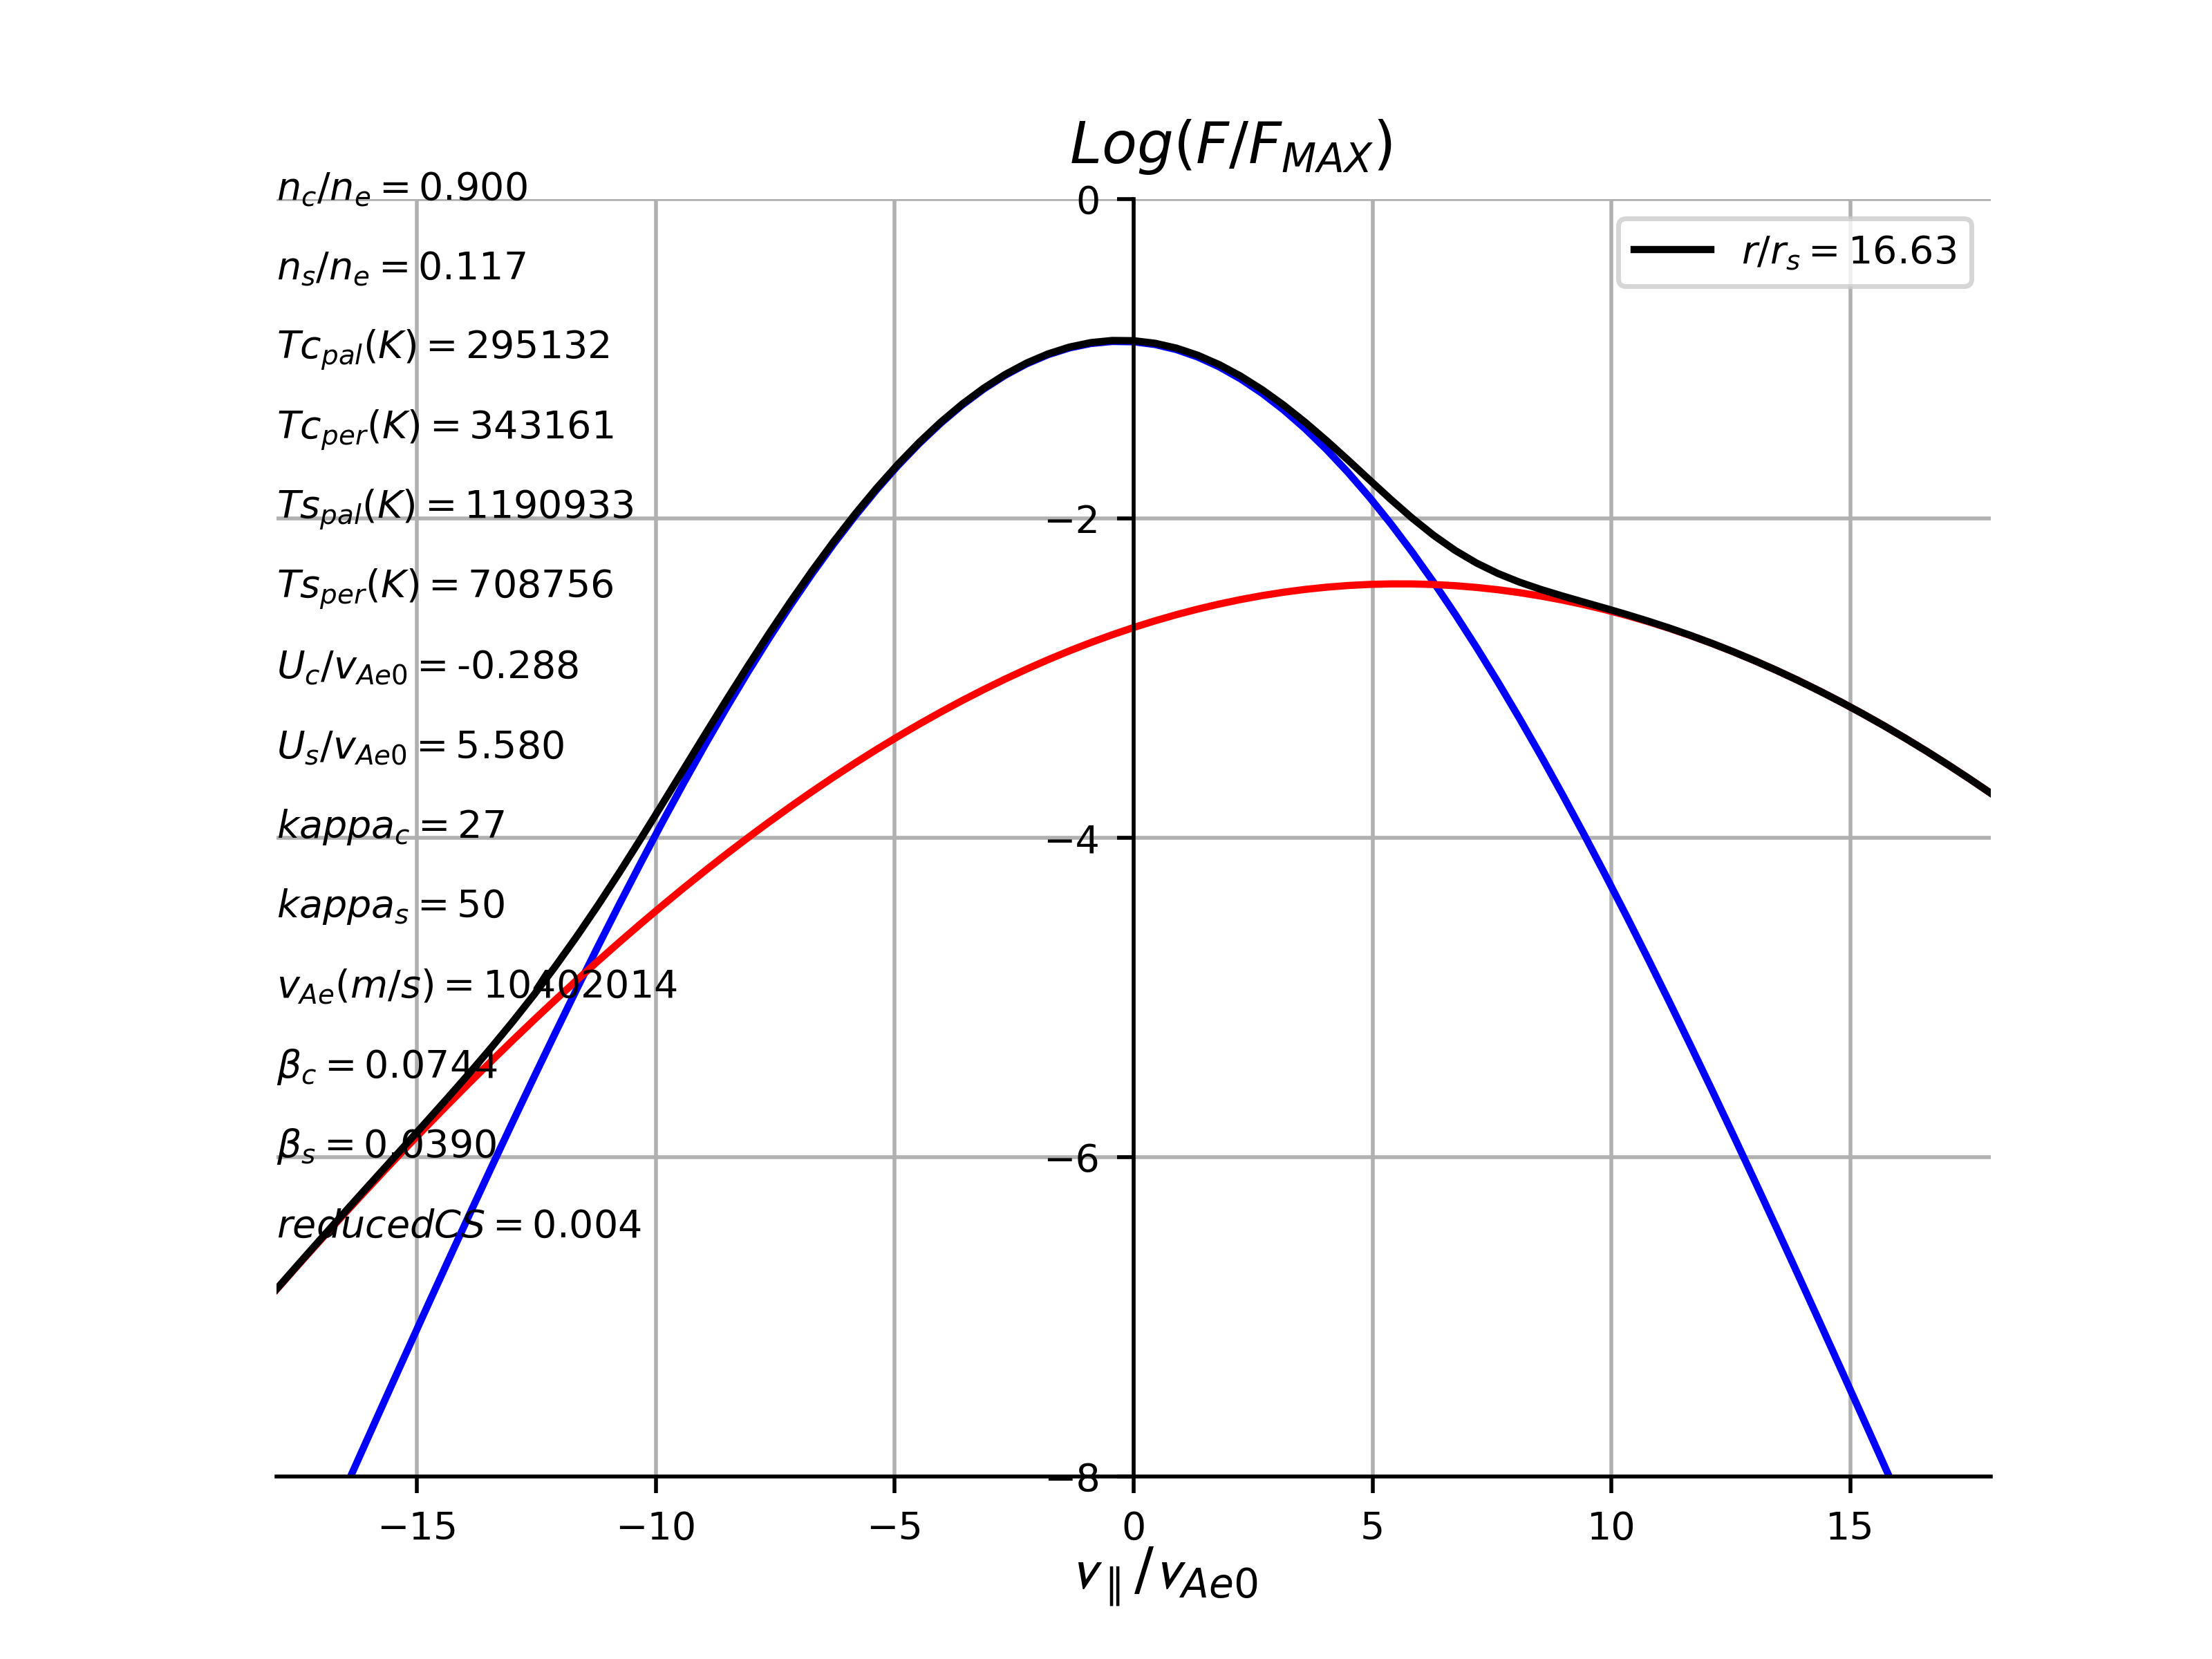 Log(F/F_MAX)
n_c/n_e = 0.900
n_s/n_e = 0.117
Tc_pal(K) = 295132
Tc_per(K) = 343161
Ts_pal(K) = 1190933
Ts_per(K) = 708756
U_c/v_Ae0 = -0.288
U_s/v_Ae0 = 5.580
kappa_c = 27
kappa_s = 50
v_Ae(m/s) = 10402014
β_c = 0.0744
β_s = 0.0390
reducedCS = 0.004
r/r_s = 16.63
0
−2
−4
−6
−8
−15 −10 −5 0 5 10 15
v_∥/v_Ae0